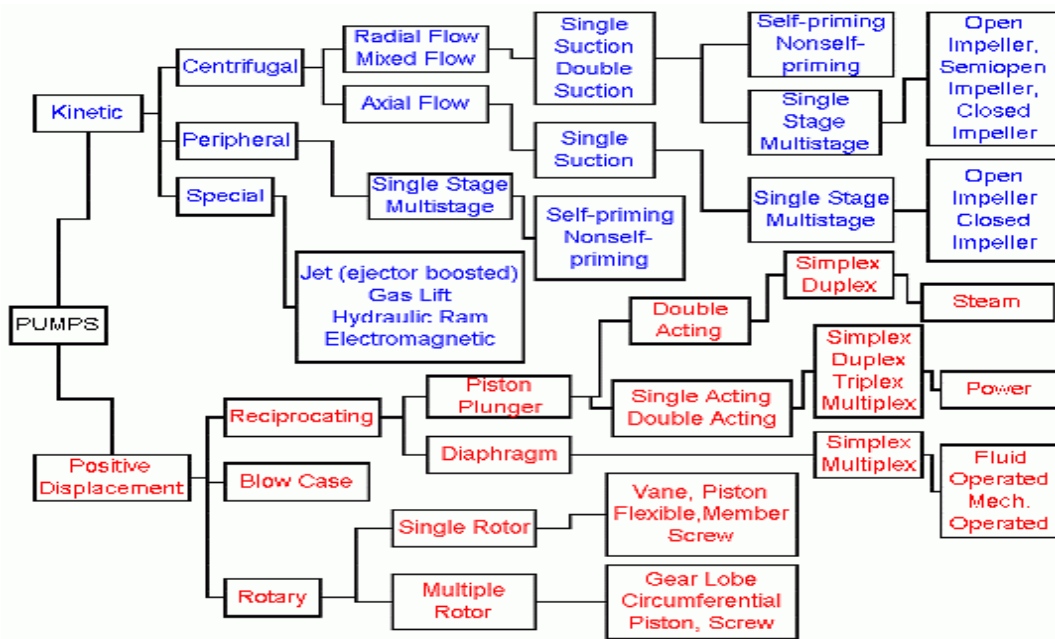 PUMPS
Kinetic
Centrifugal
Radial Flow
Mixed Flow
Single
Suction
Double
Suction
Self-priming
Nonself-
priming
Single
Stage
Multistage
Open
Impeller,
Semiopen
Impeller,
Closed
Impeller
Axial Flow
Single
Suction
Single Stage
Multistage
Open
Impeller
Closed
Impeller
Peripheral
Single Stage
Multistage
Self-priming
Nonself-
priming
Special
Jet (ejector boosted)
Gas Lift
Hydraulic Ram
Electromagnetic
Positive
Displacement
Reciprocating
Piston
Plunger
Double
Acting
Simplex
Duplex
Steam
Single Acting
Double Acting
Simplex
Duplex
Triplex
Multiplex
Power
Diaphragm
Simplex
Multiplex
Fluid
Operated
Mech.
Operated
Blow Case
Rotary
Single Rotor
Vane, Piston
Flexible,Member
Screw
Multiple
Rotor
Gear Lobe
Circumferential
Piston, Screw